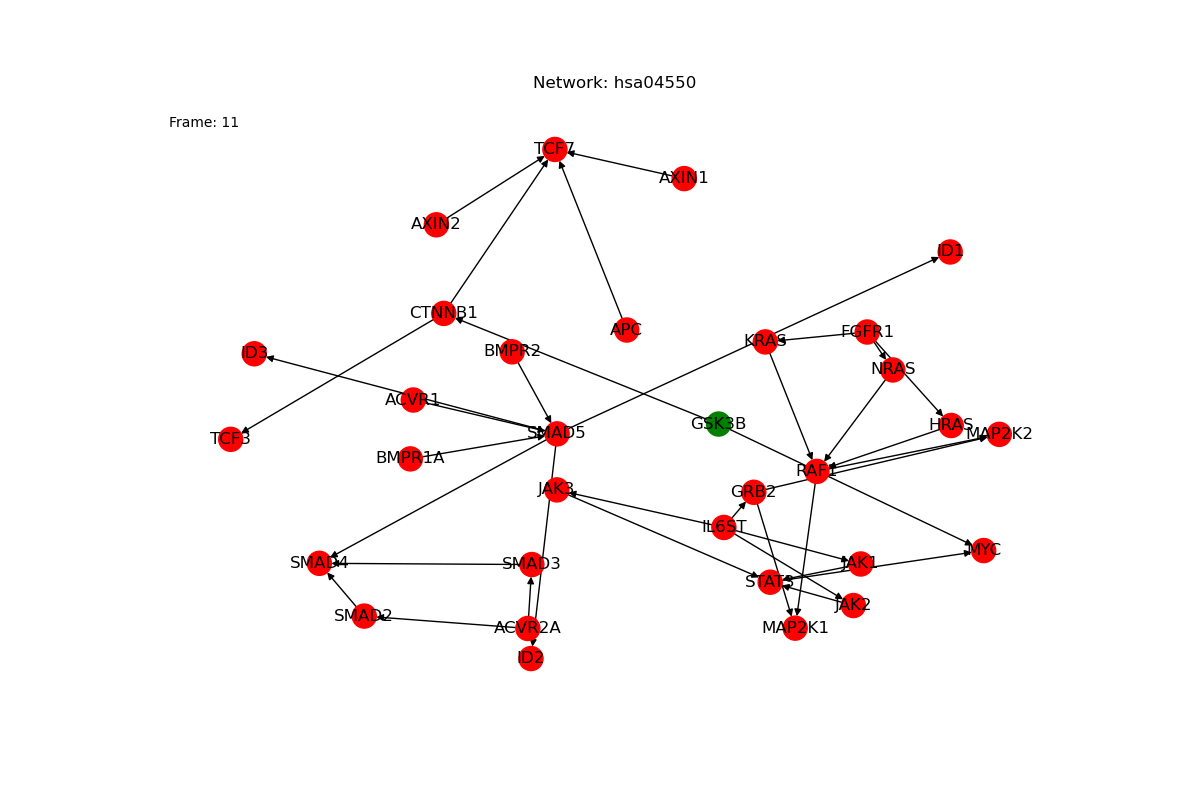 Network: hsa04550
Frame: 11
TCF7
AXIN1
AXIN2
ID1
CTNNB1
APC
FGFR1
KRAS
BMPR2
ID3
NRAS
ACVR1
GSK3B
HRAS
SMAD5
MAP2K2
TCF3
BMPR1A
RAF1
JAK3
GRB2
IL6ST
MYC
SMAD4
SMAD3
JAK1
STAT3
JAK2
SMAD2
ACVR2A
MAP2K1
ID2